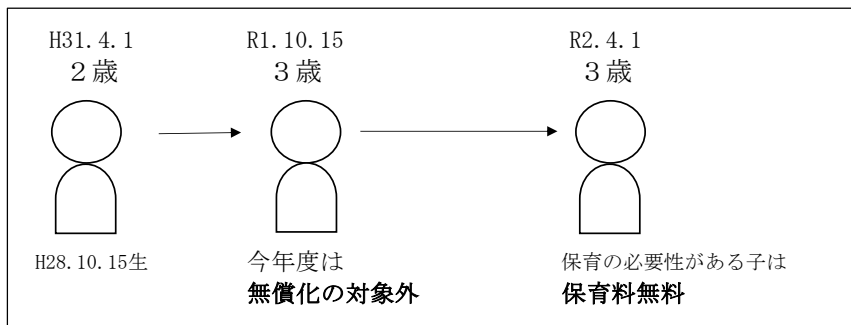 H31.4.1
２歳
H28.10.15生
R1.10.15
３歳
今年度は
無償化の対象外
R2.4.1
３歳
保育の必要性がある子は
保育料無料